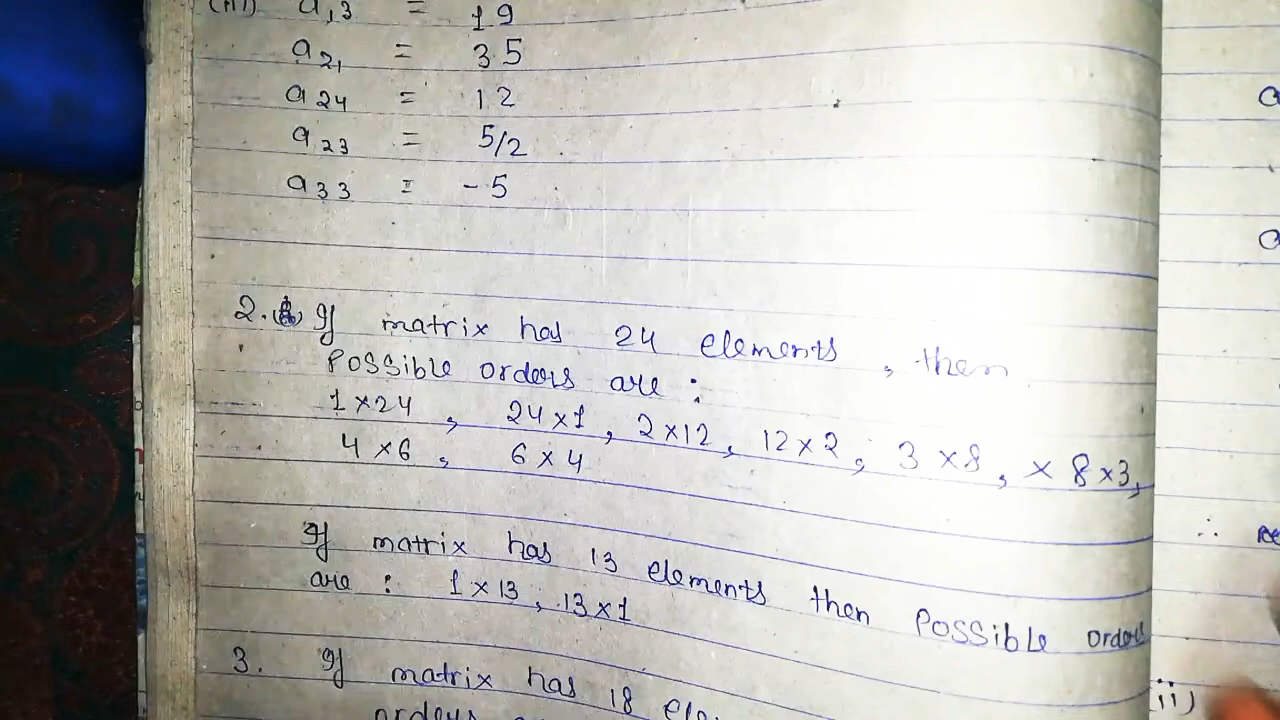 (iii) a13 = 19
a21 = 35
a24 = 12
a23 = 5/2
a33 = -5
2. If matrix has 24 elements, then
possible orders are :
1×24 , 24×1, 2×12, 12×2, 3×8, × 8×3,
4×6, 6×4
If matrix has 13 elements then possible orders
are : 1×13, 13×1
3. If matrix has 18
ii)